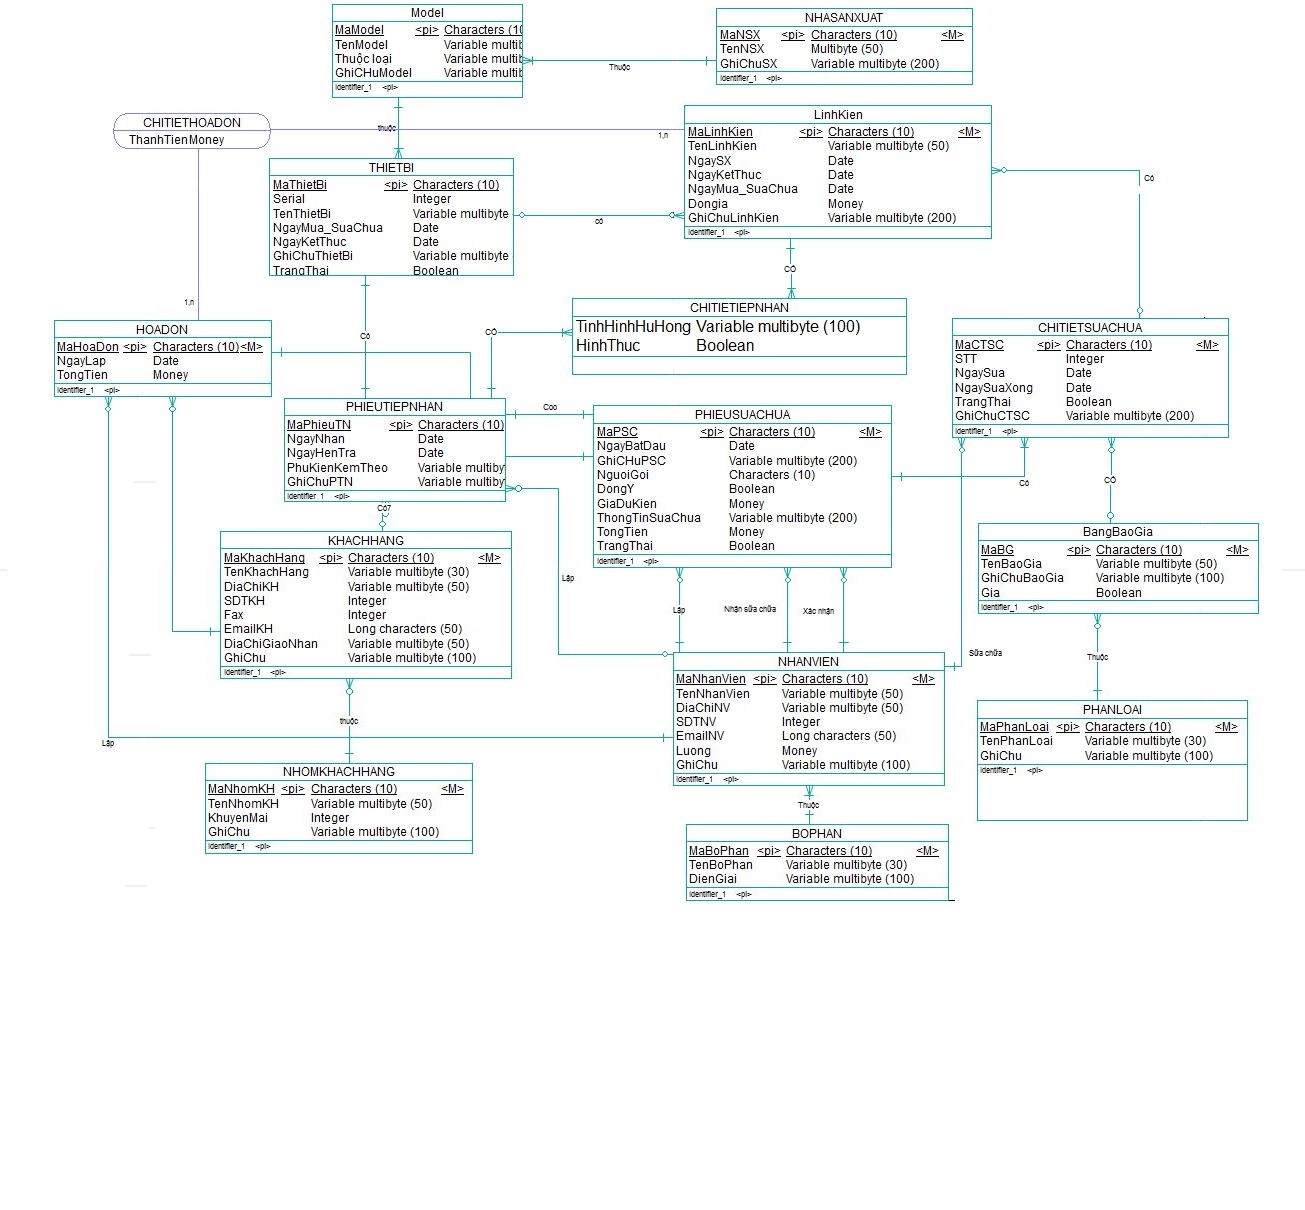 Model
MaModel <pi> Characters (10
TenModel Variable multib
Thuộc loại Variable multib
GhiCHuModel Variable multib
Identifier_1 <pi>
NHASANXUAT
MaNSX <pi> Characters (10) <M>
TenNSX Multibyte (50)
GhiChuSX Variable multibyte (200)
Identifier_1 <pi>
Thuộc
CHITIETHOADON
ThanhTien Money
thuộc
1,n
LinhKien
MaLinhKien <pi> Characters (10) <M>
TenLinhKien Variable multibyte (50)
NgaySX Date
NgayKetThuc Date
NgayMua_SuaChua Date
Dongia Money
GhiChuLinhKien Variable multibyte (200)
Identifier_1 <pi>
THIETBI
MaThietBi <pi> Characters (10)
Serial Integer
TenThietBi Variable multibyte
NgayMua_SuaChua Date
NgayKetThuc Date
GhiChuThietBi Variable multibyte
TrangThai Boolean
có
Có
CÓ
1,n
HOADON
MaHoaDon <pi> Characters (10) <M>
NgayLap Date
TongTien Money
Identifier_1 <pi>
Có
CÓ
CHITIETIEPNHAN
TinhHinhHuHong Variable multibyte (100)
HinhThuc Boolean
CHITIETSUACHUA
MaCTSC <pi> Characters (10) <M>
STT Integer
NgaySua Date
NgaySuaXong Date
TrangThai Boolean
GhiChuCTSC Variable multibyte (200)
Identifier_1 <pi>
PHIEUTIEPNHAN
MaPhieuTN <pi> Characters (10)
NgayNhan Date
NgayHenTra Date
PhuKienKemTheo Variable multiby
GhiChuPTN Variable multiby
Identifier_1 <pi>
Coo
PHIEUSUACHUA
MaPSC <pi> Characters (10) <M>
NgayBatDau Date
GhiCHuPSC Variable multibyte (200)
NguoiGoi Characters (10)
DongY Boolean
GiaDuKien Money
ThongTinSuaChua Variable multibyte (200)
TongTien Money
TrangThai Boolean
Identifier_1 <pi>
Có
CÓ
Có7
KHACHHANG
MaKhachHang <pi> Characters (10) <M>
TenKhachHang Variable multibyte (30)
DiaChiKH Variable multibyte (50)
SDTKH Integer
Fax Integer
EmailKH Long characters (50)
DiaChiGiaoNhan Variable multibyte (50)
GhiChu Variable multibyte (100)
Identifier_1 <pi>
BangBaoGia
MaBG <pi> Characters (10) <M>
TenBaoGia Variable multibyte (50)
GhiChuBaoGia Variable multibyte (100)
Gia Boolean
Identifier_1 <pi>
Lập
Lập
Nhận sữa chữa
Xác nhận
Sữa chữa
Thuộc
NHANVIEN
MaNhanVien <pi> Characters (10) <M>
TenNhanVien Variable multibyte (50)
DiaChiNV Variable multibyte (50)
SDTNV Integer
EmailNV Long characters (50)
Luong Money
GhiChu Variable multibyte (100)
Identifier_1 <pi>
PHANLOAI
MaPhanLoai <pi> Characters (10) <M>
TenPhanLoai Variable multibyte (30)
GhiChu Variable multibyte (100)
Identifier_1 <pi>
thuộc
Lập
NHOMKHACHHANG
MaNhomKH <pi> Characters (10) <M>
TenNhomKH Variable multibyte (50)
KhuyenMai Integer
GhiChu Variable multibyte (100)
Identifier_1 <pi>
Thuộc
BOPHAN
MaBoPhan <pi> Characters (10) <M>
TenBoPhan Variable multibyte (30)
DienGiai Variable multibyte (100)
Identifier_1 <pi>